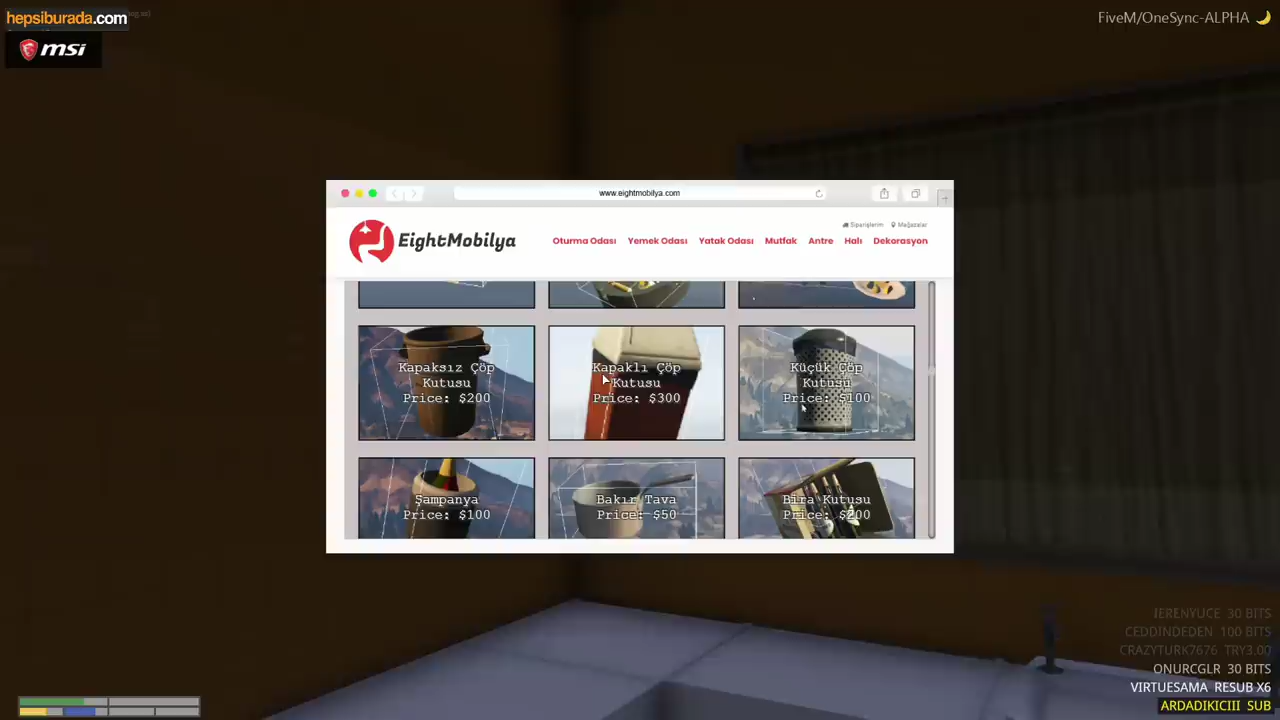 hepsiburada.com
msi
FiveM/OneSync-ALPHA
www.eightmobilya.com
Siparişlerim Mağazalar
EightMobilya
Oturma Odası Yemek Odası Yatak Odası Mutfak Antre Halı Dekorasyon
Kapaksız Çöp
Kutusu
Price: $200
Kapaklı Çöp
Kutusu
Price: $300
Küçük Çöp
Kutusu
Price: $100
Şampanya
Price: $100
Bakır Tava
Price: $50
Bira Kutusu
Price: $200
IERENYUCE 30 BITS
CEDDINDEDEN 100 BITS
CRAZYTURK7676 TRY3.00
ONURCGLR 30 BITS
VIRTUESAMA RESUB X6
ARDADIKICIII SUB